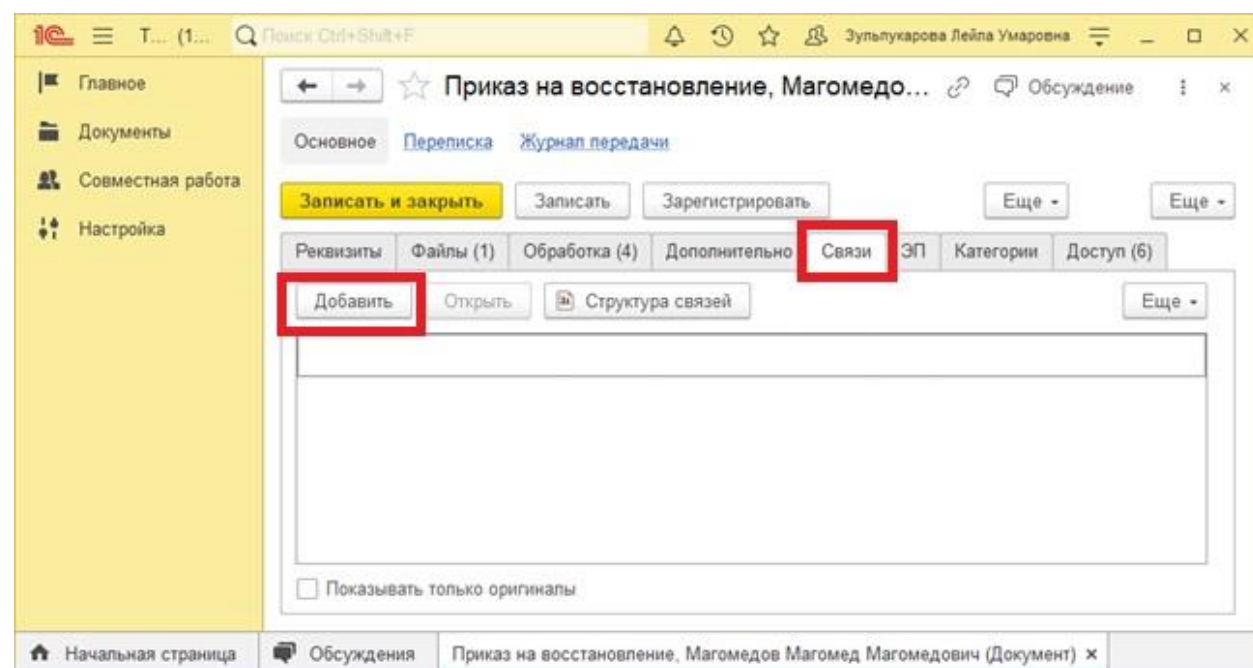 1С Т... (1... Поиск Ctrl+Shift+F Зульпукарова Лейла Умаровна
Главное
Документы
Совместная работа
Настройка
Приказ на восстановление, Магомедо... Обсуждение
Основное Переписка Журнал передачи
Записать и закрыть Записать Зарегистрировать Еще Еще
Реквизиты Файлы (1) Обработка (4) Дополнительно Связи ЭП Категории Доступ (6)
Добавить Открыть Структура связей Еще
Показывать только оригиналы
Начальная страница Обсуждения Приказ на восстановление, Магомедов Магомед Магомедович (Документ) ×